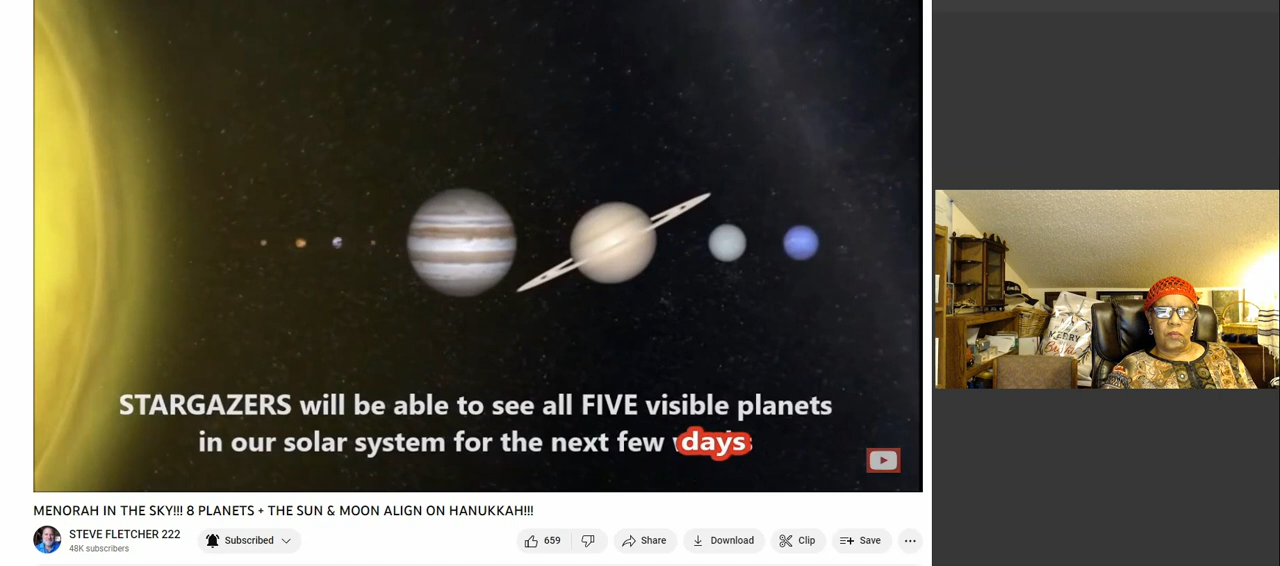 STARGAZERS will be able to see all FIVE visible planets
in our solar system for the next few days
MENORAH IN THE SKY!!! 8 PLANETS + THE SUN & MOON ALIGN ON HANUKKAH!!!
STEVE FLETCHER 222
48K subscribers
Subscribed
659
Share
Download
Clip
Save